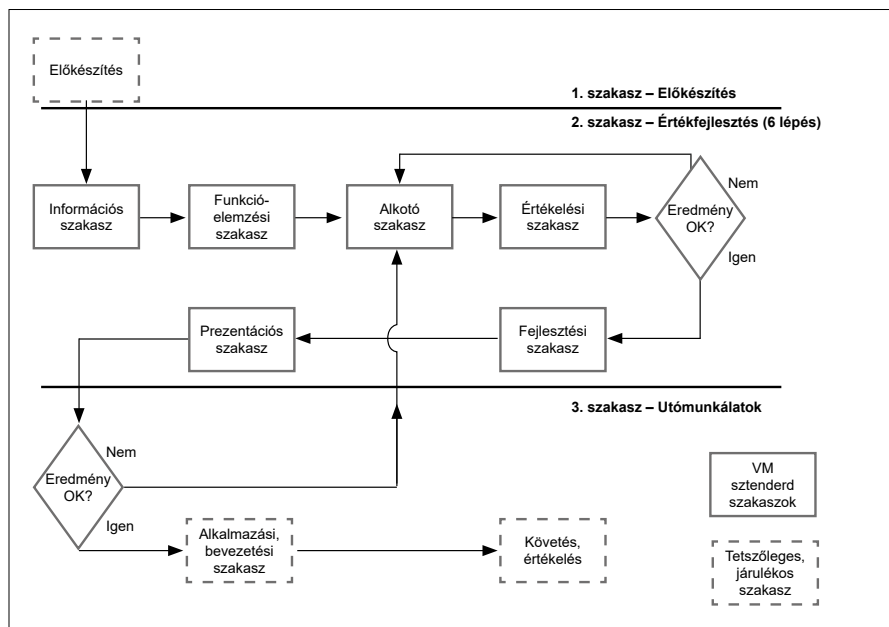 Előkészítés
1. szakasz – Előkészítés
2. szakasz – Értékfejlesztés (6 lépés)
Információs
szakasz
Funkció-
elemzési
szakasz
Alkotó
szakasz
Értékelési
szakasz
Nem
Eredmény
OK?
Igen
Prezentációs
szakasz
Fejlesztési
szakasz
3. szakasz – Utómunkálatok
Nem
Eredmény
OK?
Igen
Alkalmazási,
bevezetési
szakasz
Követés,
értékelés
VM
sztenderd
szakaszok
Tetszőleges,
járulékos
szakasz